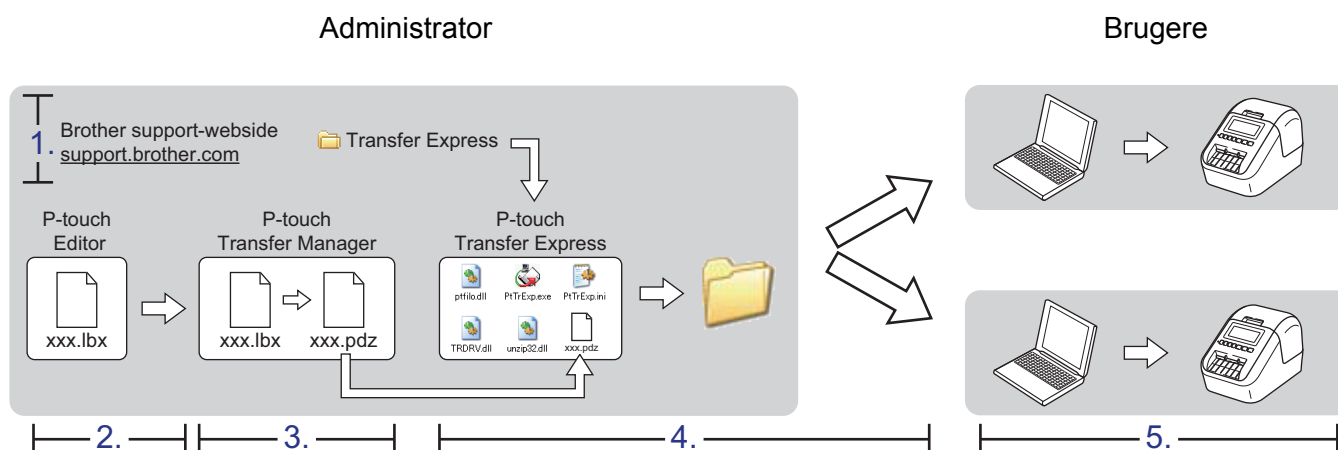 Administrator
Brugere
1.
Brother support-webside
support.brother.com
Transfer Express
P-touch
Editor
xxx.lbx
P-touch
Transfer Manager
xxx.lbx
xxx.pdz
P-touch
Transfer Express
ptfilo.dll
PtTrExp.exe
PtTrExp.ini
TRDRV.dll
unzip32.dll
xxx.pdz
2.
3.
4.
5.